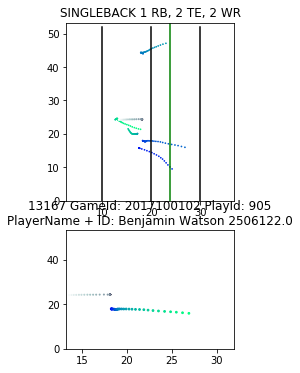 SINGLEBACK 1 RB, 2 TE, 2 WR
50
40
30
20
10
0
10 20 30
13167 GameId: 2017100102 PlayId: 905
PlayerName + ID: Benjamin Watson 2506122.0
40
20
0
15 20 25 30